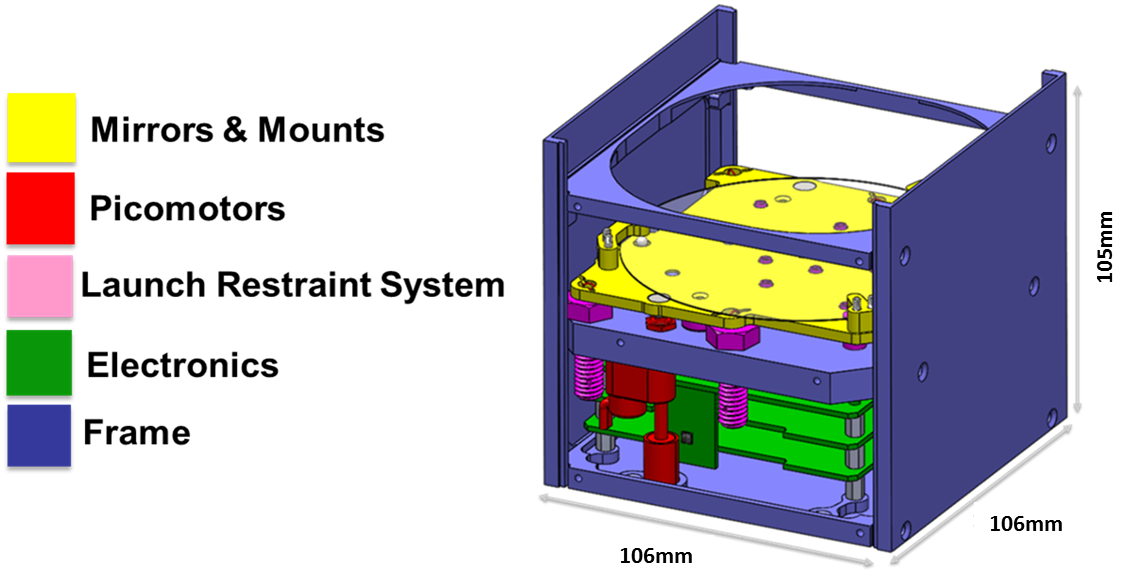 Mirrors & Mounts
Picomotors
Launch Restraint System
Electronics
Frame
105mm
106mm
106mm